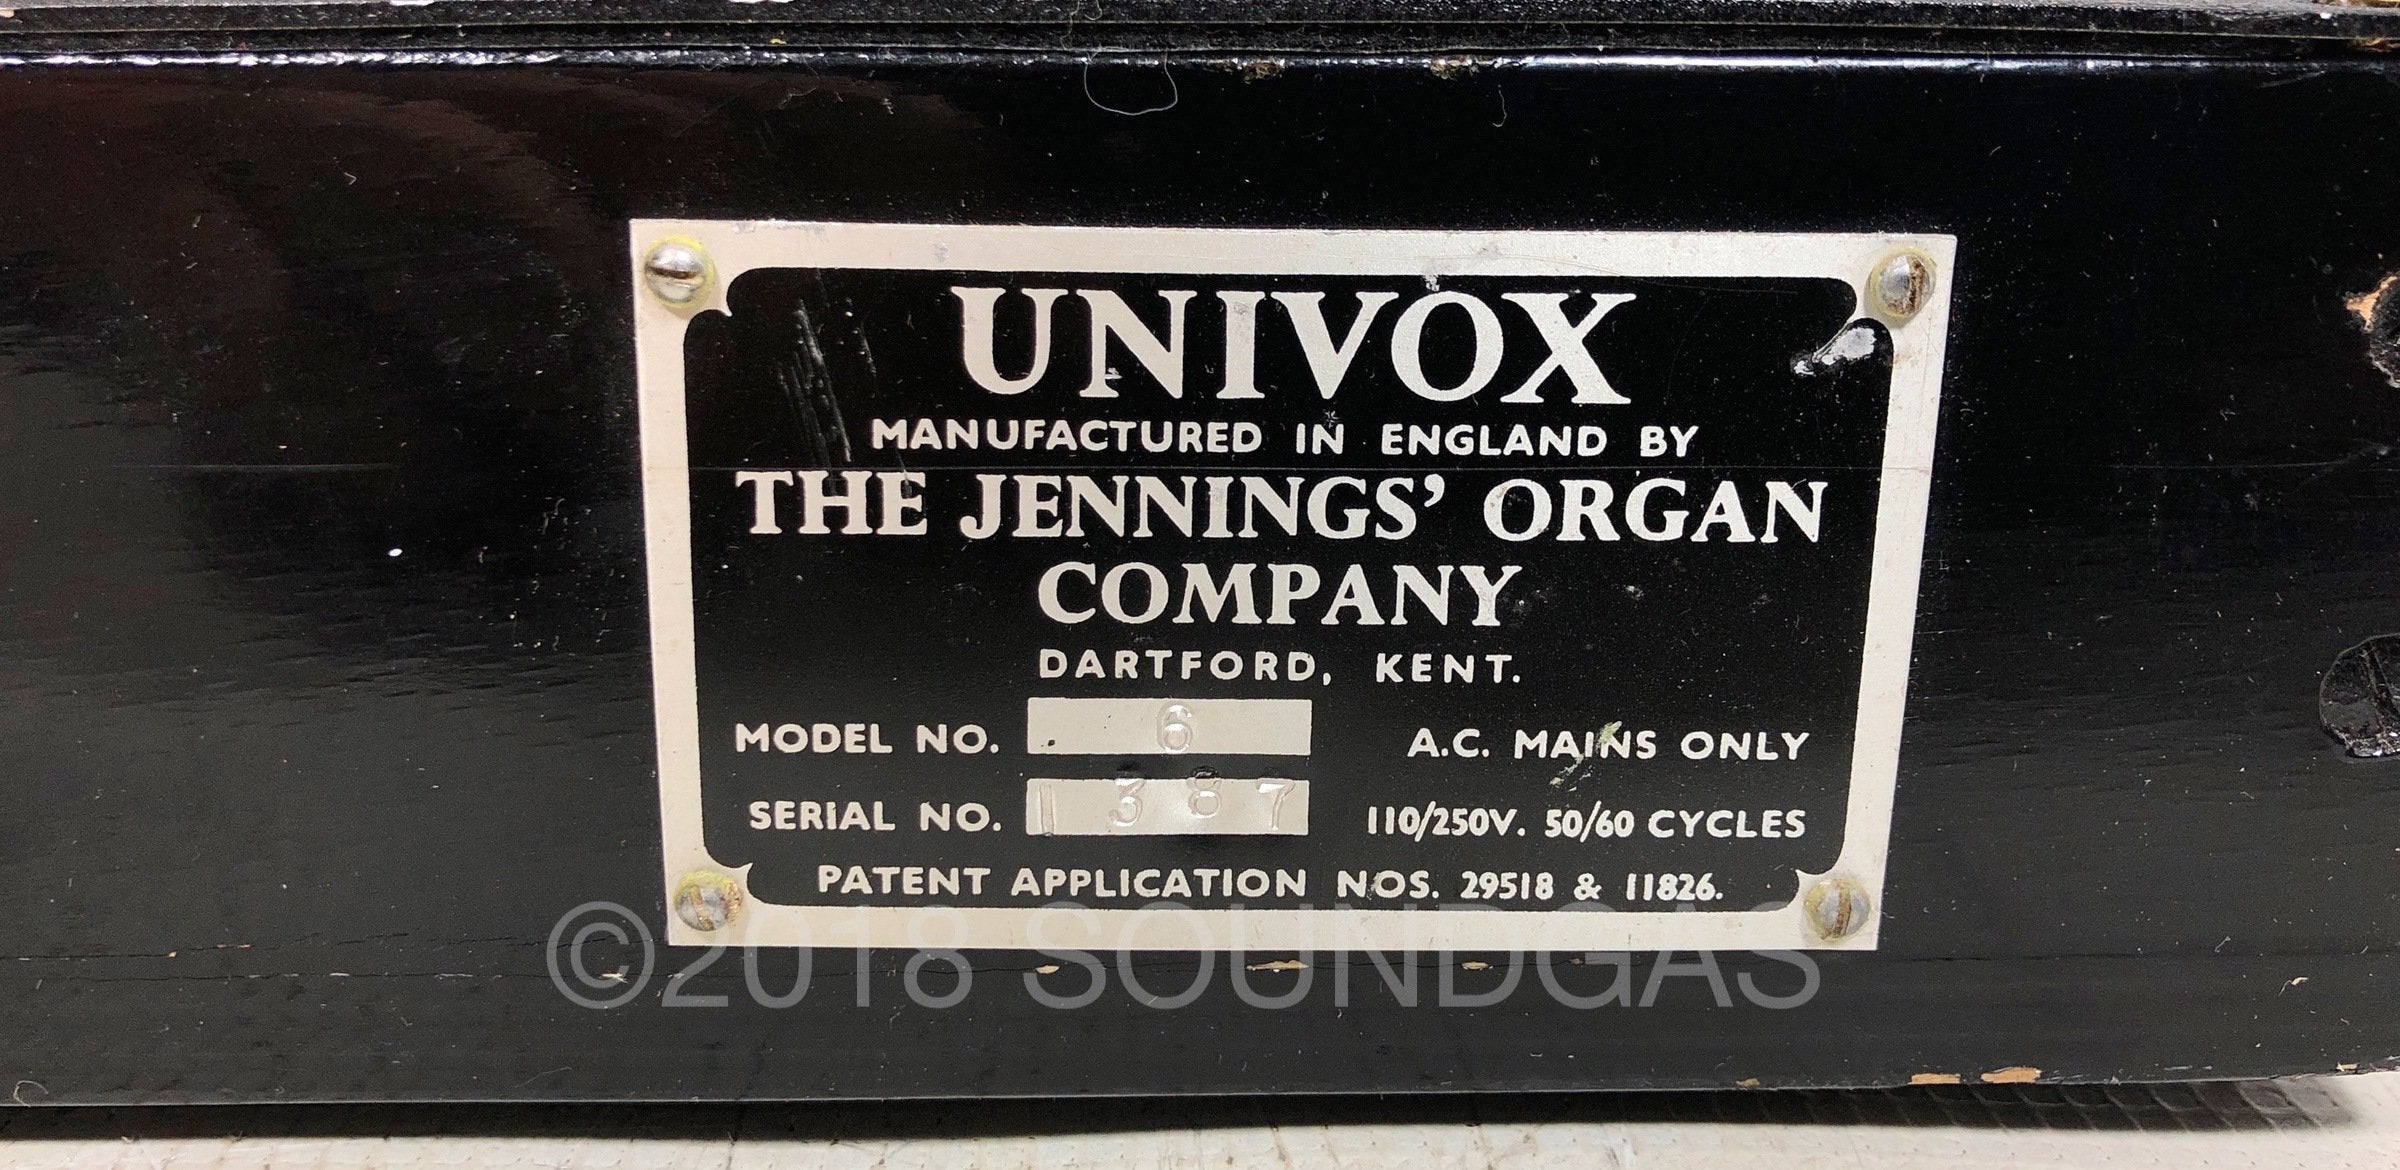 UNIVOX
MANUFACTURED IN ENGLAND BY
THE JENNINGS' ORGAN
COMPANY
DARTFORD, KENT.
MODEL NO. 6 A.C. MAINS ONLY
SERIAL NO. 1387 110/250V. 50/60 CYCLES
PATENT APPLICATION NOS. 29518 & 11826.
©2018 SOUNDGAS